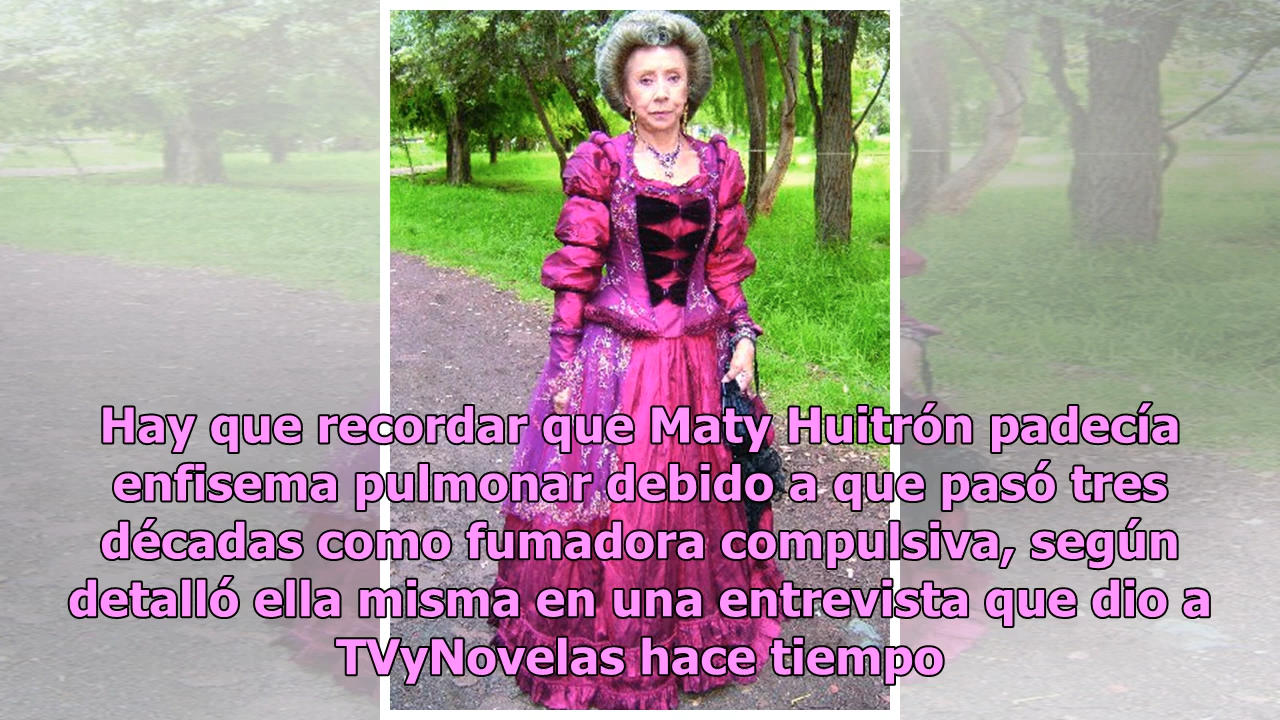 Hay que recordar que Maty Huitrón padecía
enfisema pulmonar debido a que pasó tres
décadas como fumadora compulsiva, según
detalló ella misma en una entrevista que dio a
TVyNovelas hace tiempo